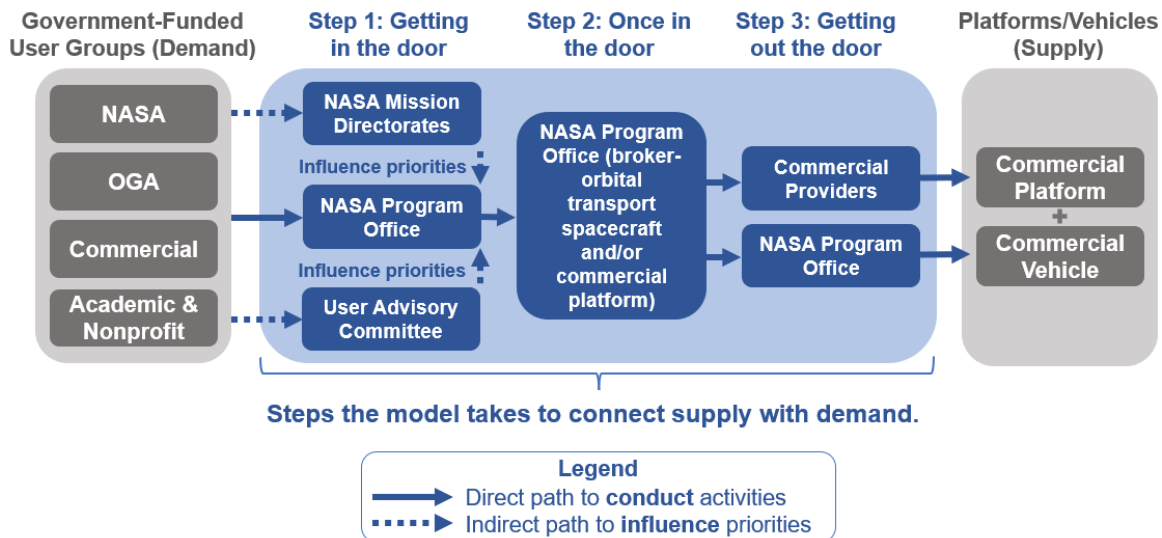 Government-Funded
User Groups (Demand)
NASA
OGA
Commercial
Academic &
Nonprofit
Step 1: Getting
in the door
NASA Mission
Directorates
Influence priorities
NASA Program
Office
Influence priorities
User Advisory
Committee
Step 2: Once in
the door
NASA Program
Office (broker-
orbital
transport
spacecraft
and/or
commercial
platform)
Step 3: Getting
out the door
Commercial
Providers
NASA Program
Office
Platforms/Vehicles
(Supply)
Commercial
Platform
+
Commercial
Vehicle
Steps the model takes to connect supply with demand.
Legend
Direct path to conduct activities
Indirect path to influence priorities